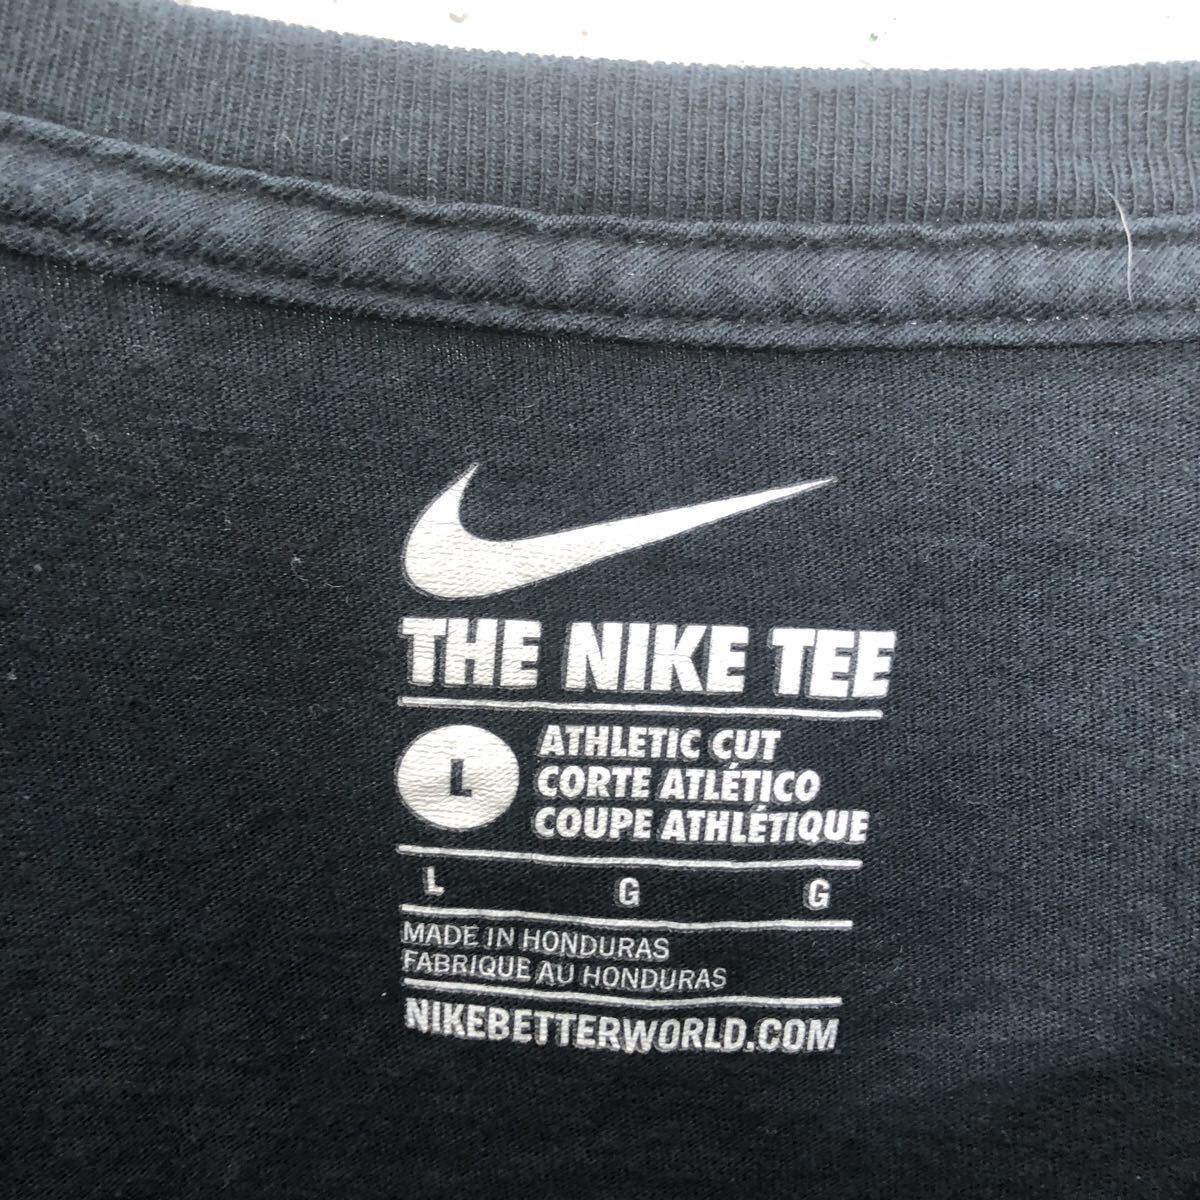 THE NIKE TEE
L
ATHLETIC CUT
CORTE ATLÉTICO
COUPE ATHLÉTIQUE
L G G
MADE IN HONDURAS
FABRIQUE AU HONDURAS
NIKEBETTERWORLD.COM